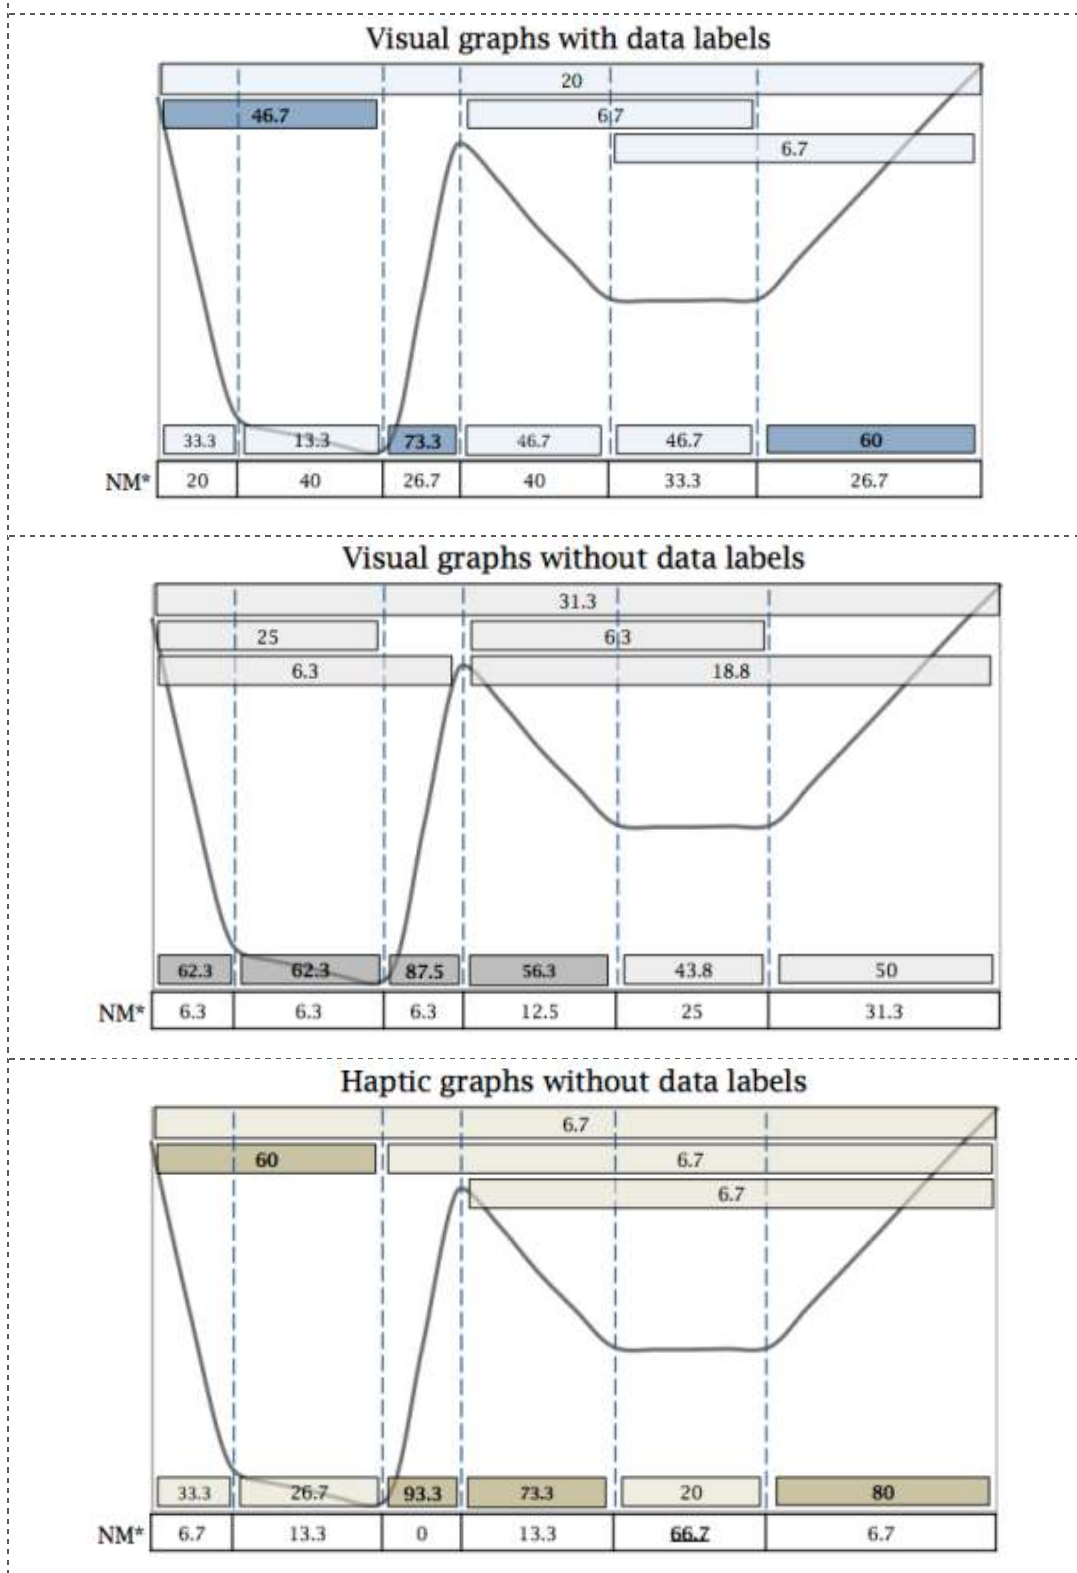 Visual graphs with data labels
20
46.7 6.7
6.7
33.3 13.3 73.3 46.7 46.7 60
NM* 20 40 26.7 40 33.3 26.7
Visual graphs without data labels
31.3
25 6.3
6.3 18.8
62.3 62.3 87.5 56.3 43.8 50
NM* 6.3 6.3 6.3 12.5 25 31.3
Haptic graphs without data labels
6.7
60 6.7
6.7
33.3 26.7 93.3 73.3 20 80
NM* 6.7 13.3 0 13.3 66.7 6.7